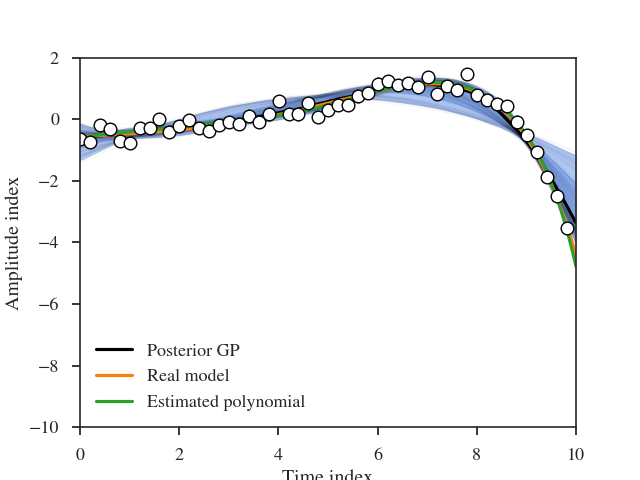 2
0
−2
−4
−6
−8
−10
Amplitude index
Posterior GP
Real model
Estimated polynomial
0 2 4 6 8 10
Time index